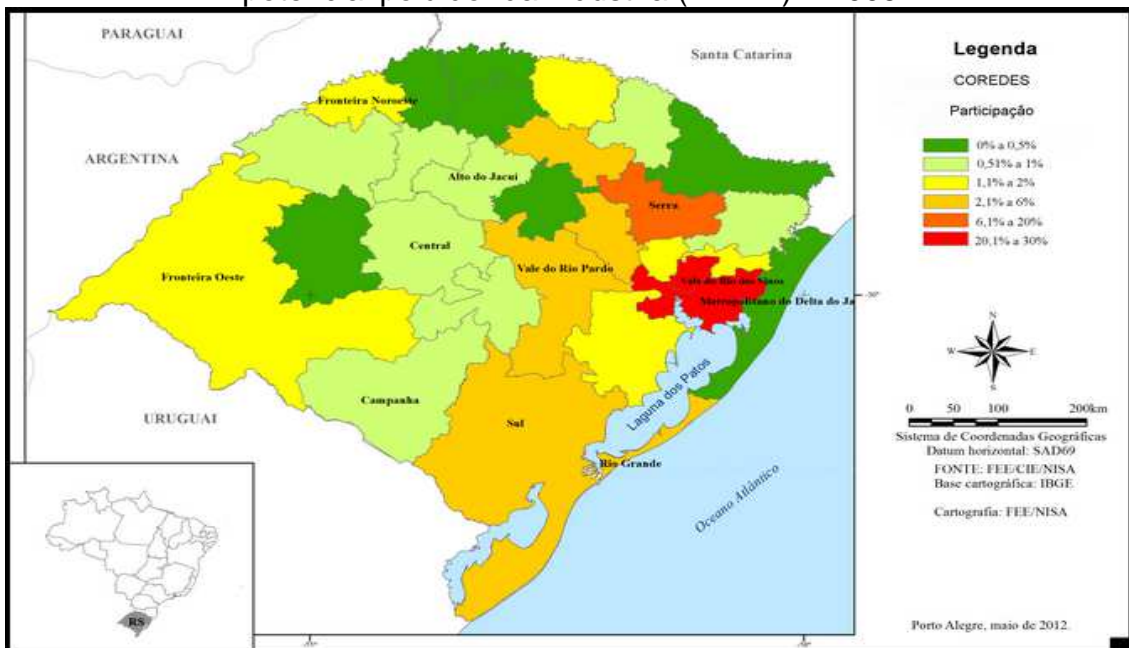 PARAGUAI
Santa Catarina
Fronteira Noroeste
ARGENTINA
Alto do Jacuí
Serra
Central
Fronteira Oeste
Vale do Rio Pardo
Vale do Rio dos Sinos
Metropolitano do Delta do Ja
Campanha
URUGUAI
Sul
Laguna dos Patos
Rio Grande
Oceano Atlântico
RS
-30°
Legenda
COREDES
Participação
0% a 0,5%
0,51% a 1%
1,1% a 2%
2,1% a 6%
6,1% a 20%
20,1% a 30%
N
W
E
S
0 50 100 200km
Sistema de Coordenadas Geográficas
Datum horizontal: SAD69
FONTE: FEE/CIE/NISA
Base cartográfica: IBGE
Cartografia: FEE/NISA
Porto Alegre, maio de 2012